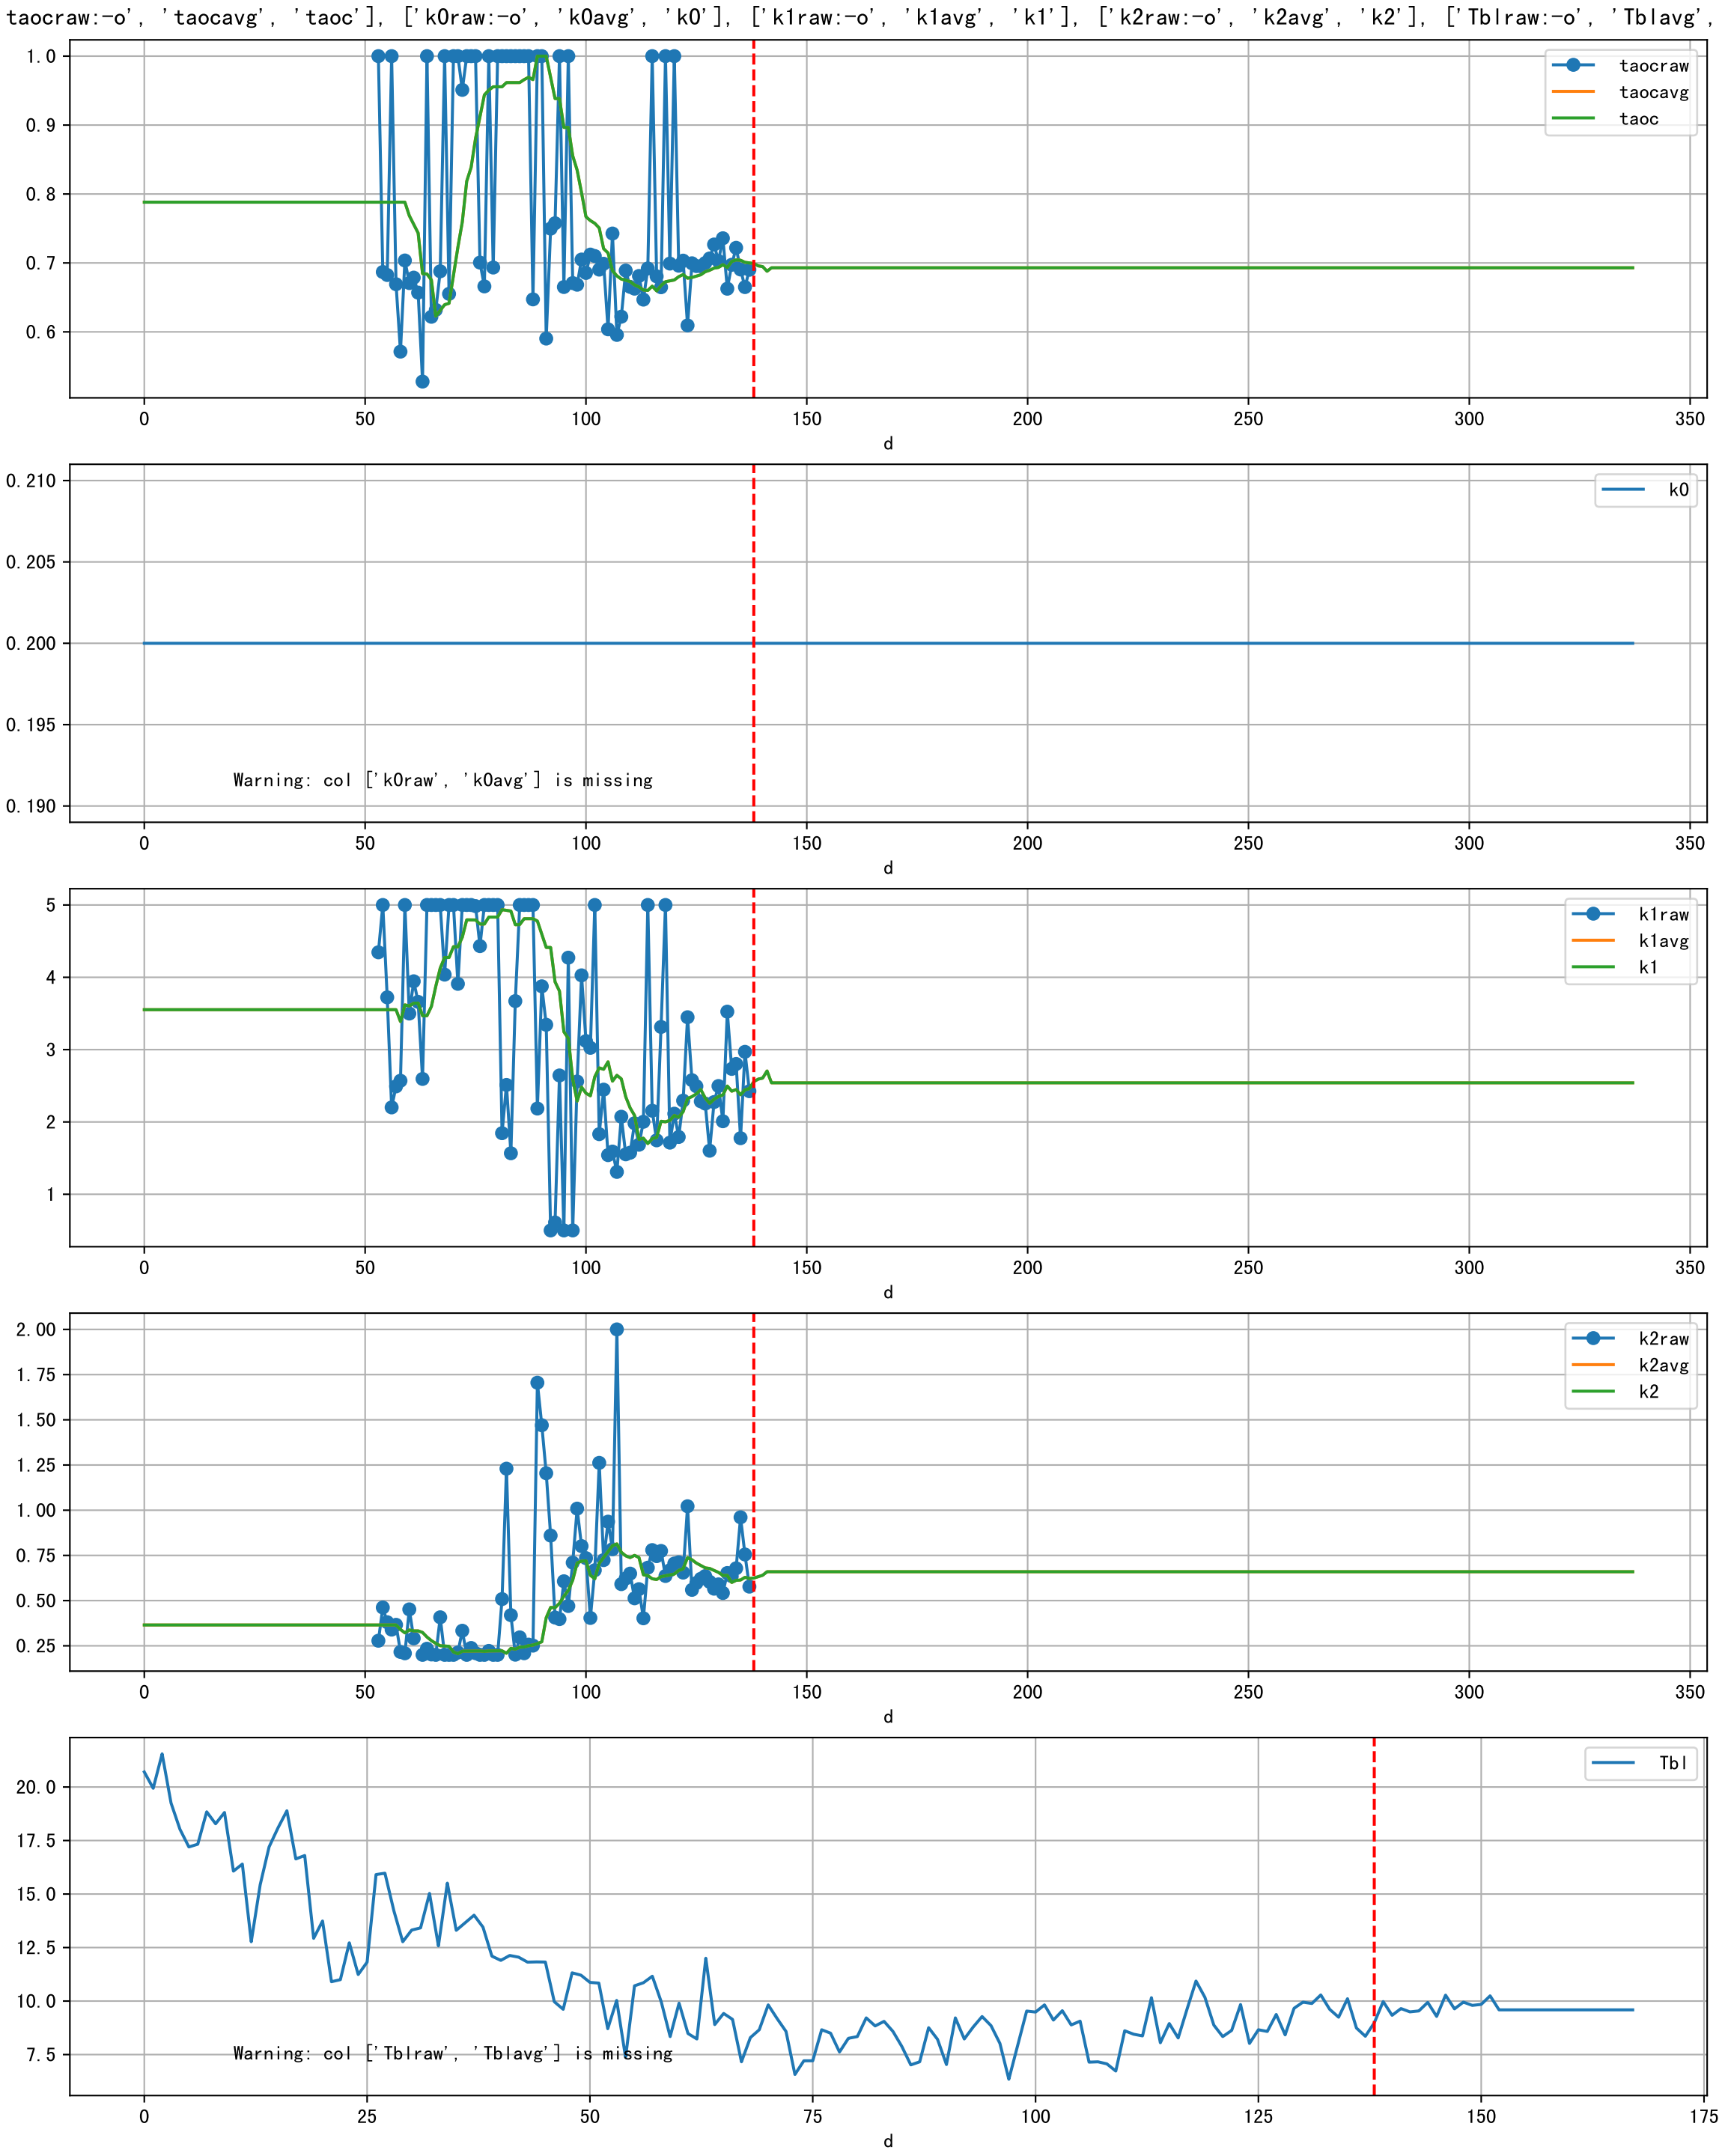 taocraw:-o', 'taocavg', 'taoc'], ['k0raw:-o', 'k0avg', 'k0'], ['k1raw:-o', 'k1avg', 'k1'], ['k2raw:-o', 'k2avg', 'k2'], ['Tblraw:-o', 'Tblavg',
1.0
0.9
0.8
0.7
0.6
taocraw
taocavg
taoc
0 50 100 150 200 250 300 350
d
0.210
0.205
0.200
0.195
0.190
k0
Warning: col ['k0raw', 'k0avg'] is missing
0 50 100 150 200 250 300 350
d
5
4
3
2
1
k1raw
k1avg
k1
0 50 100 150 200 250 300 350
d
2.00
1.75
1.50
1.25
1.00
0.75
0.50
0.25
k2raw
k2avg
k2
0 50 100 150 200 250 300 350
d
20.0
17.5
15.0
12.5
10.0
7.5
Tbl
Warning: col ['Tblraw', 'Tblavg'] is missing
0 25 50 75 100 125 150 175
d